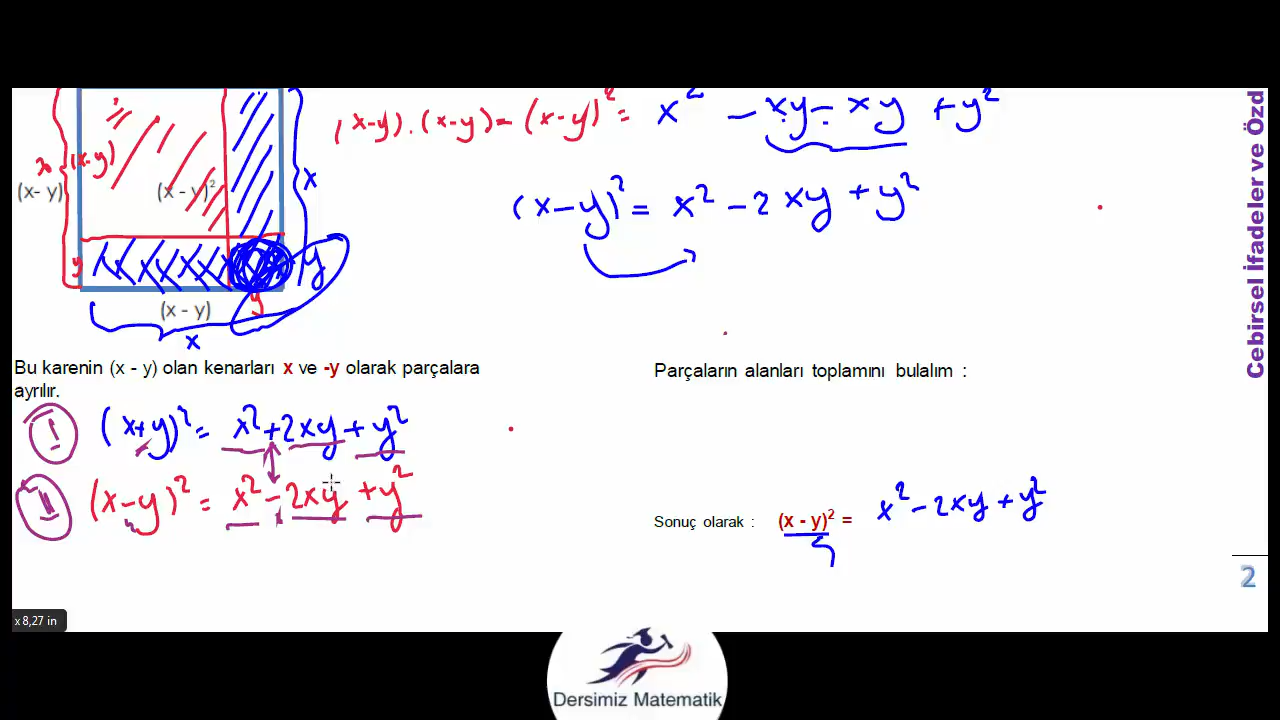 (x-y).(x-y)=(x-y)²= x² -xy-xy +y²
x (x-y)
(x- y)
(x - y)²
x
(x-y)²= x² -2xy+y²
y
y
y
(x - y)
x
Bu karenin (x - y) olan kenarları x ve -y olarak parçalara
ayrılır.
Parçaların alanları toplamını bulalım :
(x+y)²= x²+2xy+y²
(x-y)²= x²-2xy+y²
Sonuç olarak : (x - y)² = x²-2xy+y²
Cebirsel İfadeler ve Özd
2
x 8,27 in
Dersimiz Matematik